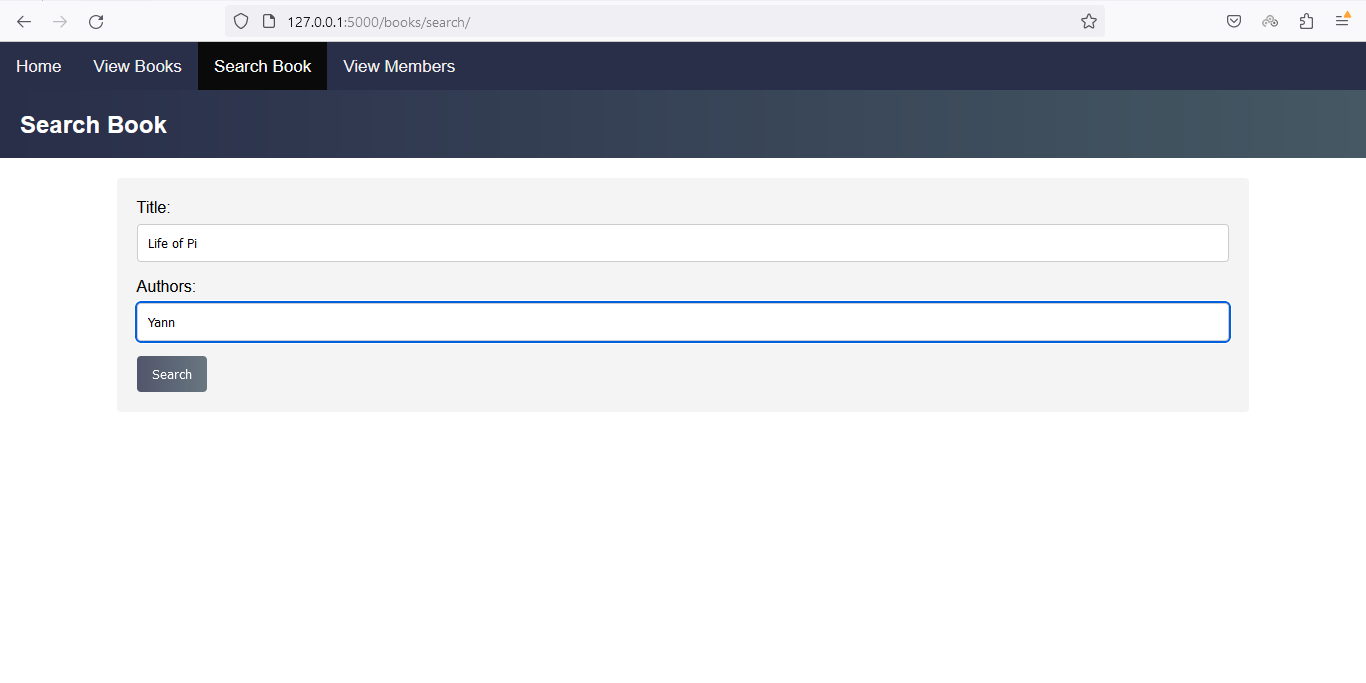 127.0.0.1:5000/books/search/
Home View Books Search Book View Members
Search Book
Title:
Life of Pi
Authors:
Yann
Search